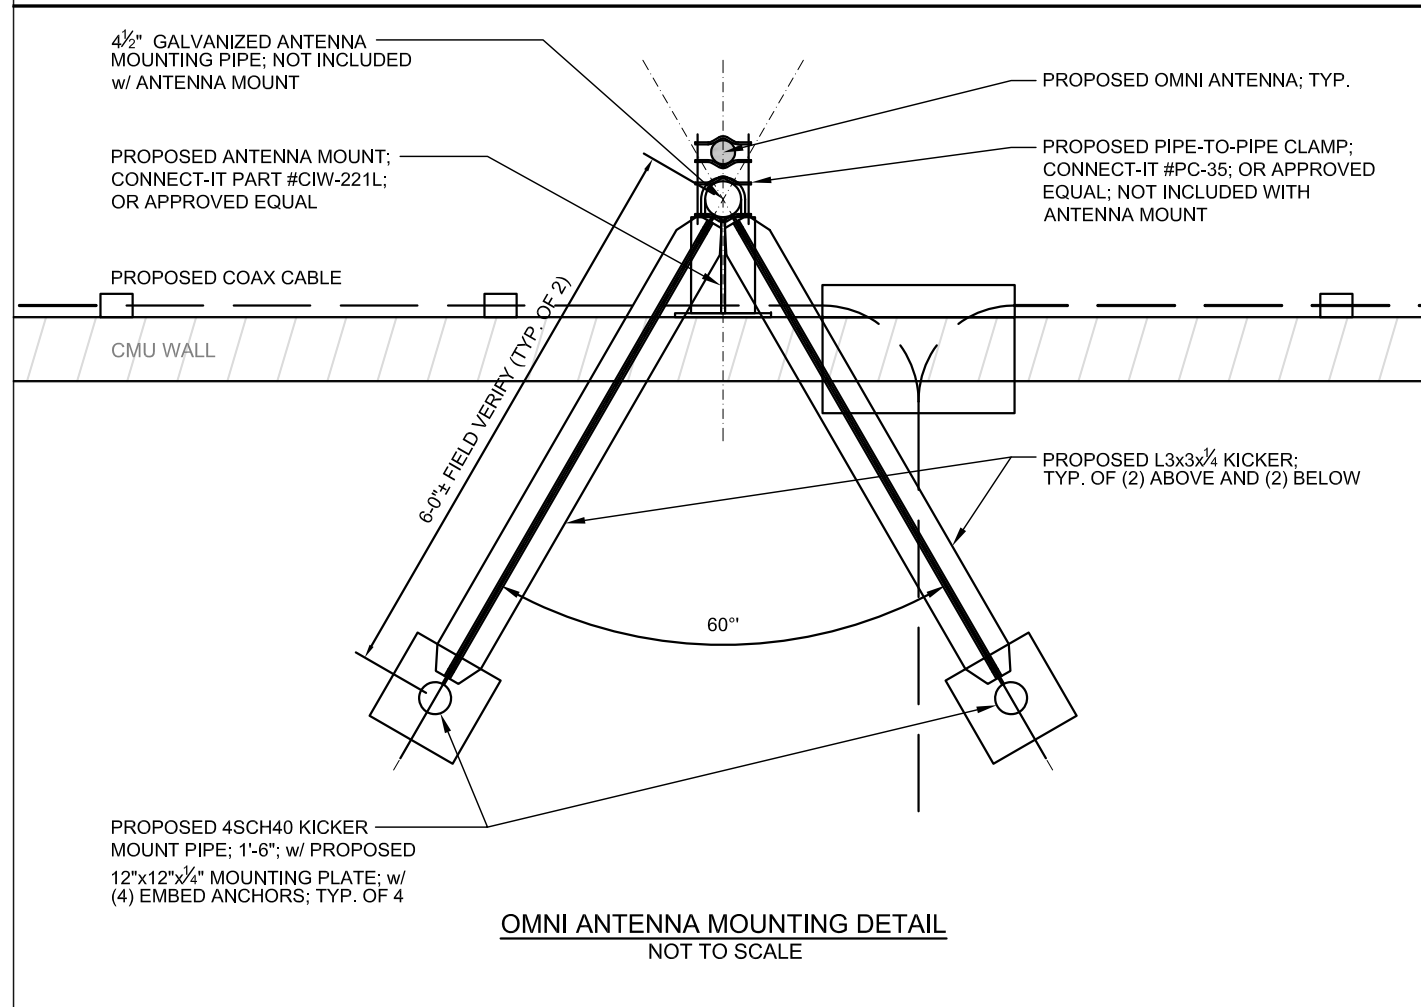 4½" GALVANIZED ANTENNA
MOUNTING PIPE; NOT INCLUDED
w/ ANTENNA MOUNT
PROPOSED OMNI ANTENNA; TYP.
PROPOSED ANTENNA MOUNT;
CONNECT-IT PART #CIW-221L;
OR APPROVED EQUAL
PROPOSED PIPE-TO-PIPE CLAMP;
CONNECT-IT #PC-35; OR APPROVED
EQUAL; NOT INCLUDED WITH
ANTENNA MOUNT
PROPOSED COAX CABLE
CMU WALL
6-0"± FIELD VERIFY (TYP. OF 2)
PROPOSED L3x3x¼ KICKER;
TYP. OF (2) ABOVE AND (2) BELOW
60°'
PROPOSED 4SCH40 KICKER
MOUNT PIPE; 1'-6"; w/ PROPOSED
12"x12"x¼" MOUNTING PLATE; w/
(4) EMBED ANCHORS; TYP. OF 4
OMNI ANTENNA MOUNTING DETAIL
NOT TO SCALE